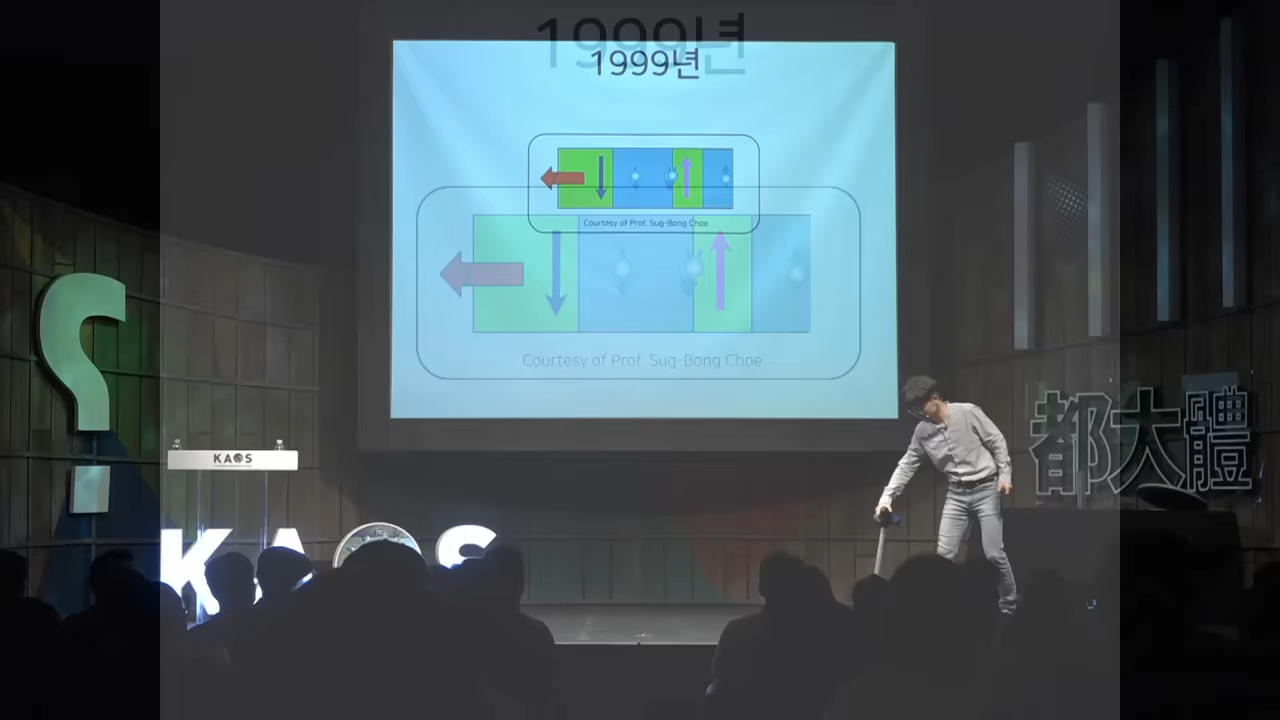 1999년
1999년
Courtesy of Prof. Sug-Bong Choe
Courtesy of Prof. Sug-Bong Choe
KAOS
都大體
KAOS